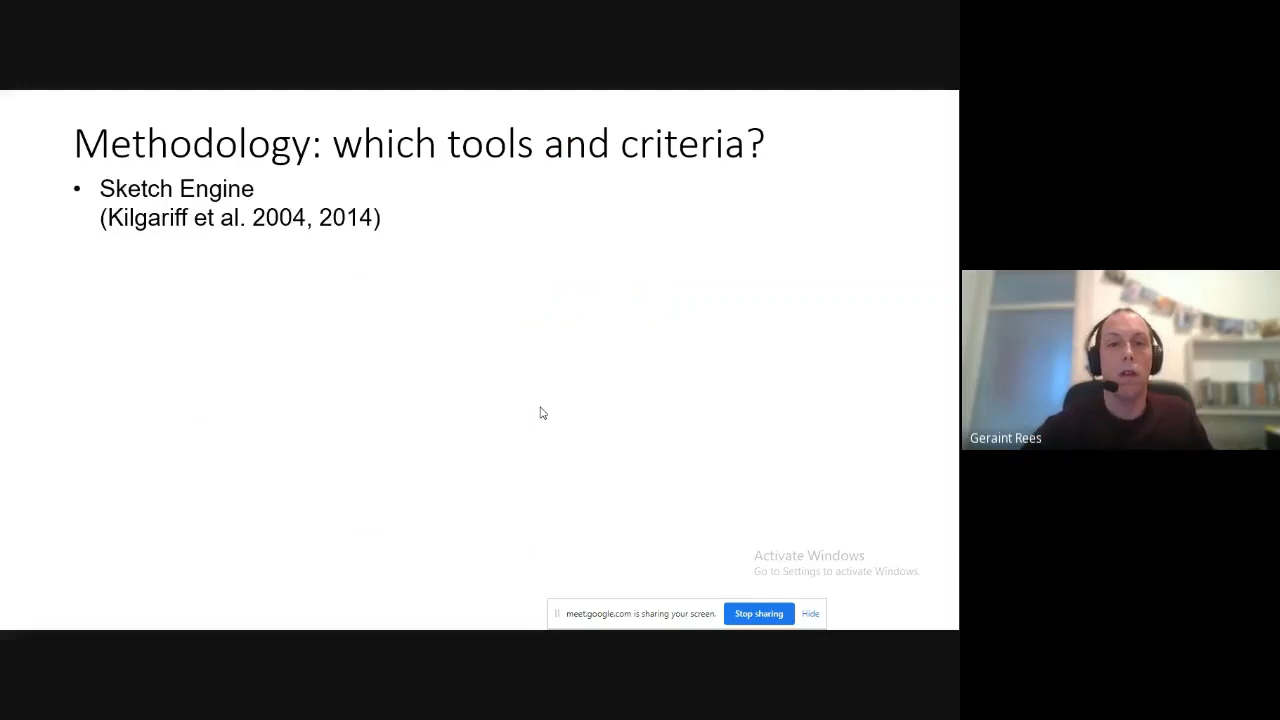 Methodology: which tools and criteria?
• Sketch Engine
(Kilgariff et al. 2004, 2014)
Geraint Rees
Activate Windows
Go to Settings to activate Windows.
meet.google.com is sharing your screen.
Stop sharing
Hide